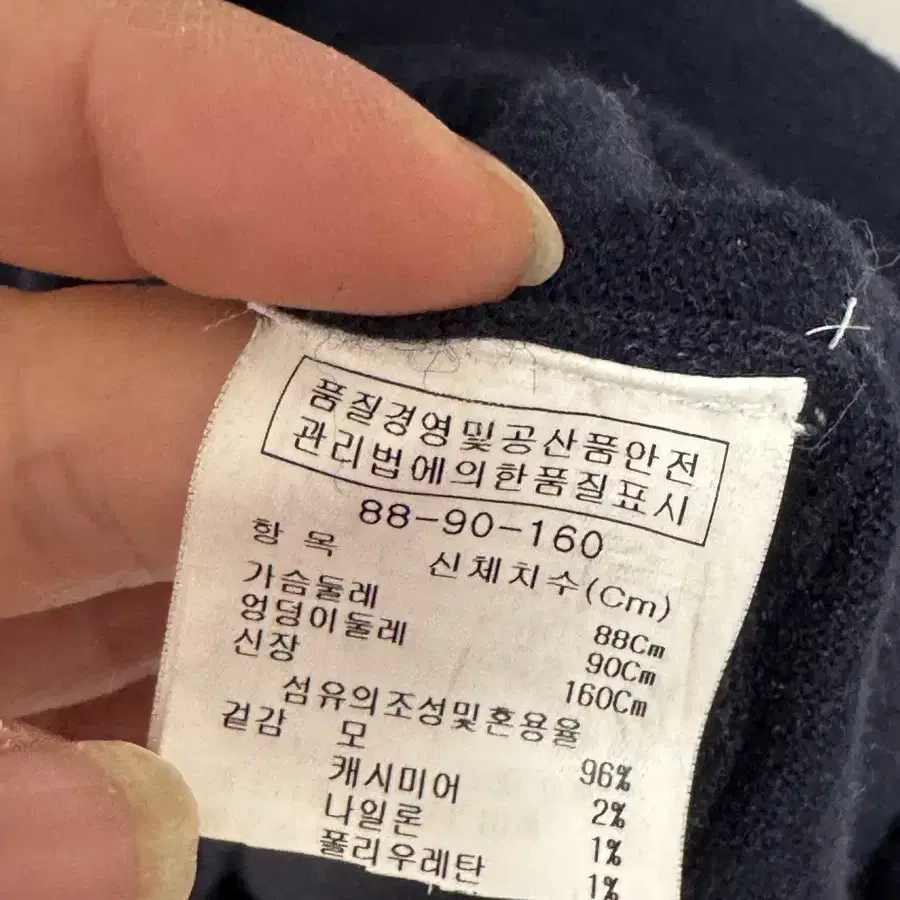 품질경영및공산품안전
관리법에의한품질표시
88-90-160
항 목 신체치수(Cm)
가슴둘레 88Cm
엉덩이둘레 90Cm
신장 160Cm
섬유의조성및혼용율
겉감 모 96%
캐시미어 2%
나일론 1%
폴리우레탄 1%